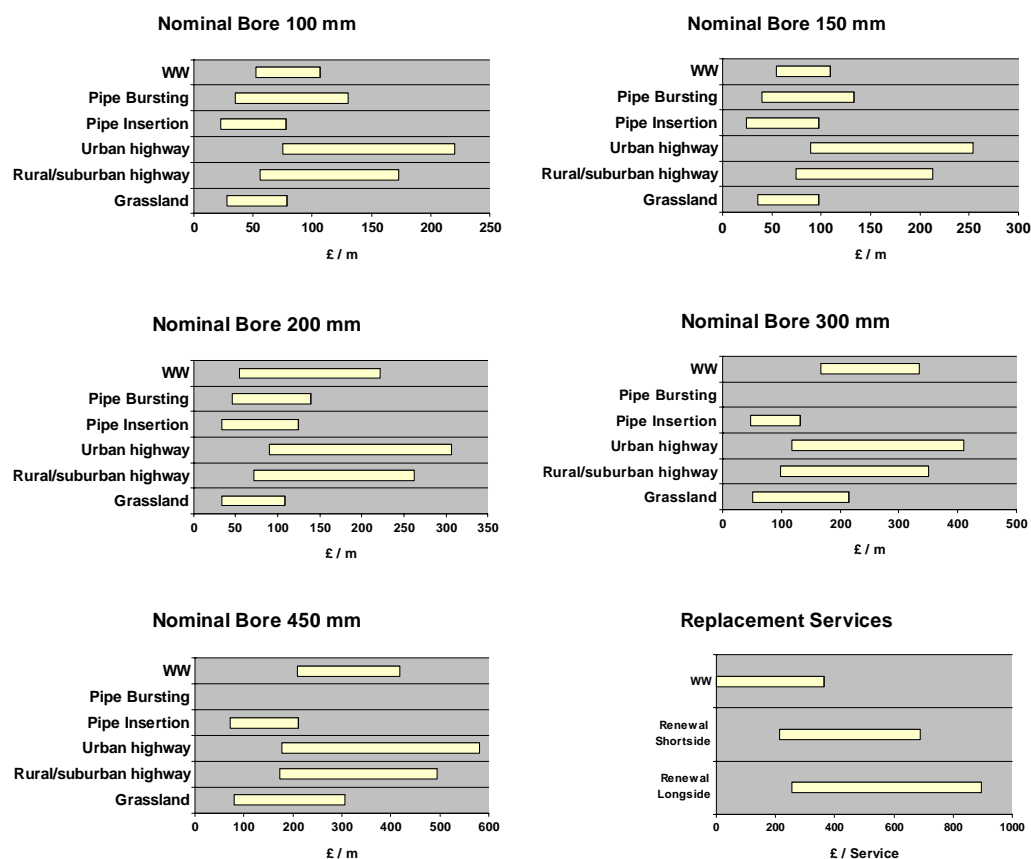 Nominal Bore 100 mm
WW
Pipe Bursting
Pipe Insertion
Urban highway
Rural/suburban highway
Grassland
0 50 100 150 200 250
£ / m
Nominal Bore 150 mm
WW
Pipe Bursting
Pipe Insertion
Urban highway
Rural/suburban highway
Grassland
0 50 100 150 200 250 300
£ / m
Nominal Bore 200 mm
WW
Pipe Bursting
Pipe Insertion
Urban highway
Rural/suburban highway
Grassland
0 50 100 150 200 250 300 350
£ / m
Nominal Bore 300 mm
WW
Pipe Bursting
Pipe Insertion
Urban highway
Rural/suburban highway
Grassland
0 100 200 300 400 500
£ / m
Nominal Bore 450 mm
WW
Pipe Bursting
Pipe Insertion
Urban highway
Rural/suburban highway
Grassland
0 100 200 300 400 500 600
£ / m
Replacement Services
WW
Renewal
Shortside
Renewal
Longside
0 200 400 600 800 1000
£ / Service